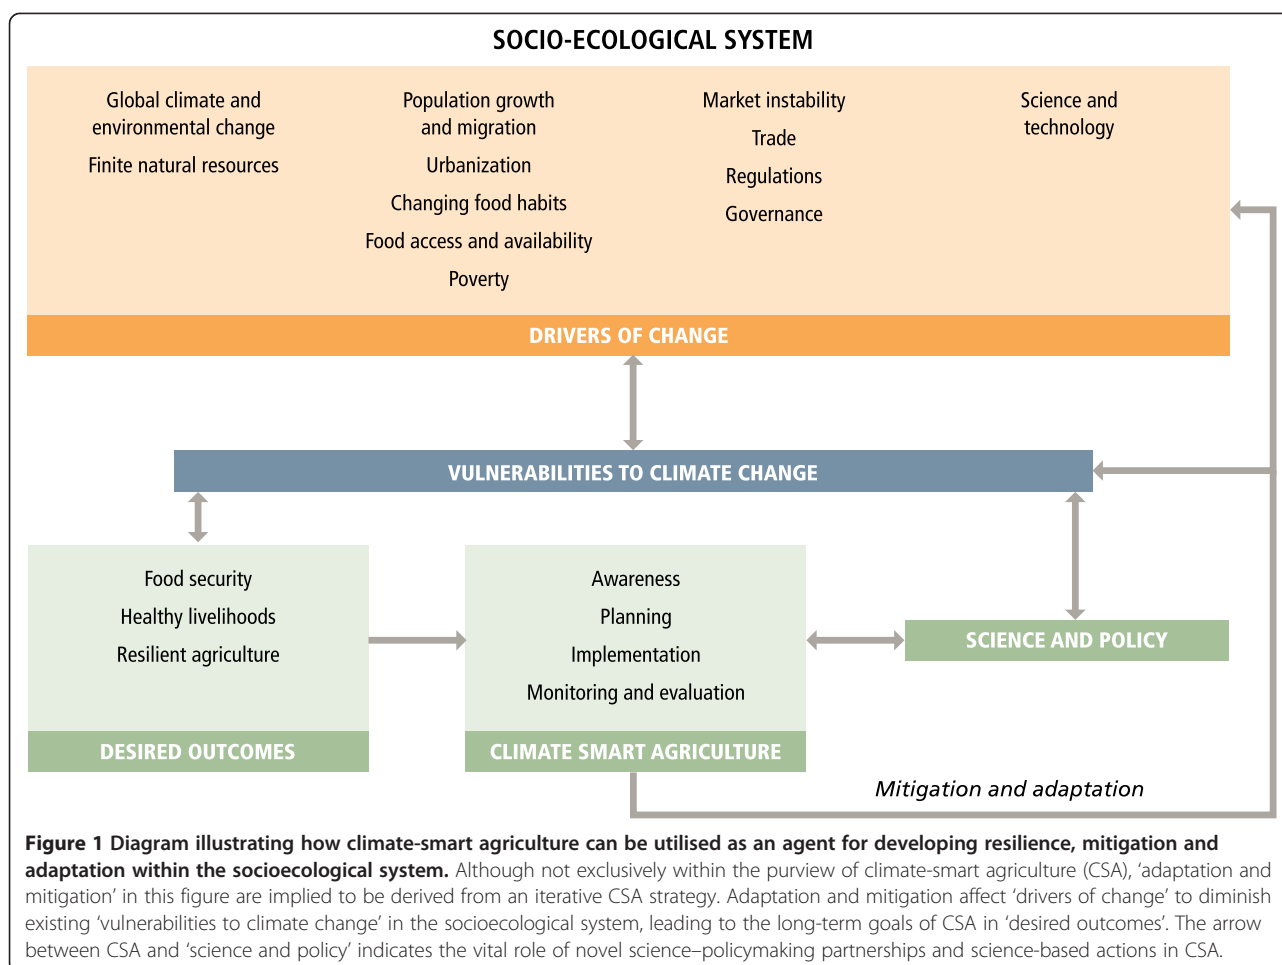 SOCIO-ECOLOGICAL SYSTEM
Global climate and
environmental change
Finite natural resources
Population growth
and migration
Urbanization
Changing food habits
Food access and availability
Poverty
Market instability
Trade
Regulations
Governance
Science and
technology
DRIVERS OF CHANGE
VULNERABILITIES TO CLIMATE CHANGE
Food security
Healthy livelihoods
Resilient agriculture
DESIRED OUTCOMES
Awareness
Planning
Implementation
Monitoring and evaluation
CLIMATE SMART AGRICULTURE
SCIENCE AND POLICY
Mitigation and adaptation
Figure 1 Diagram illustrating how climate-smart agriculture can be utilised as an agent for developing resilience, mitigation and
adaptation within the socioecological system. Although not exclusively within the purview of climate-smart agriculture (CSA), ‘adaptation and
mitigation’ in this figure are implied to be derived from an iterative CSA strategy. Adaptation and mitigation affect ‘drivers of change’ to diminish
existing ‘vulnerabilities to climate change’ in the socioecological system, leading to the long-term goals of CSA in ‘desired outcomes’. The arrow
between CSA and ‘science and policy’ indicates the vital role of novel science–policymaking partnerships and science-based actions in CSA.